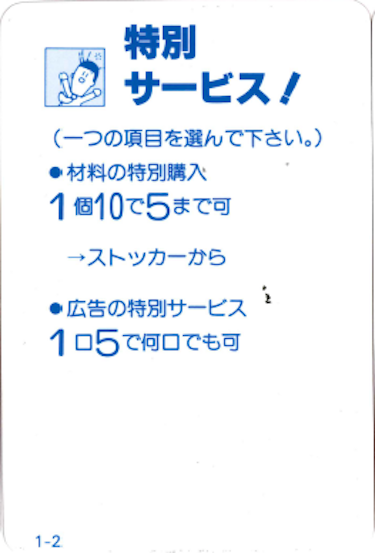 特別
サービス!
(一つの項目を選んで下さい。)
●材料の特別購入
1個10で5まで可
→ストッカーから
●広告の特別サービス
1口5で何口でも可
1-2